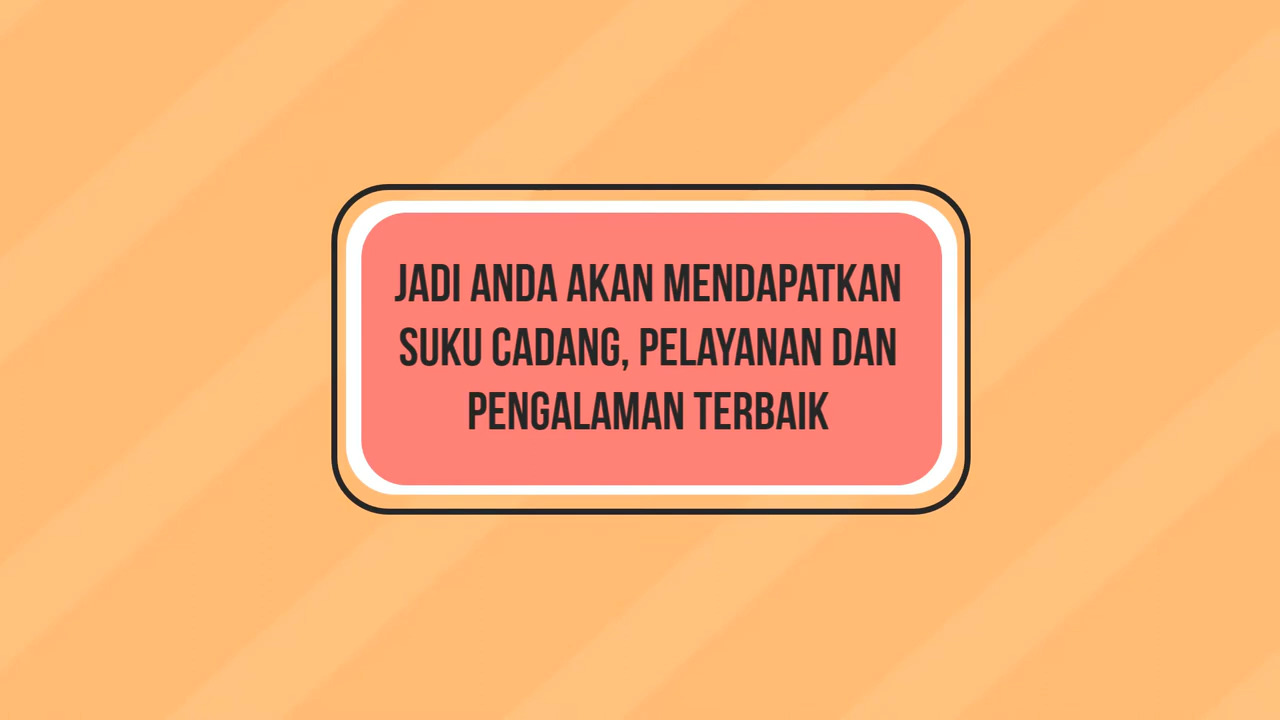 JADI ANDA AKAN MENDAPATKAN
SUKU CADANG, PELAYANAN DAN
PENGALAMAN TERBAIK